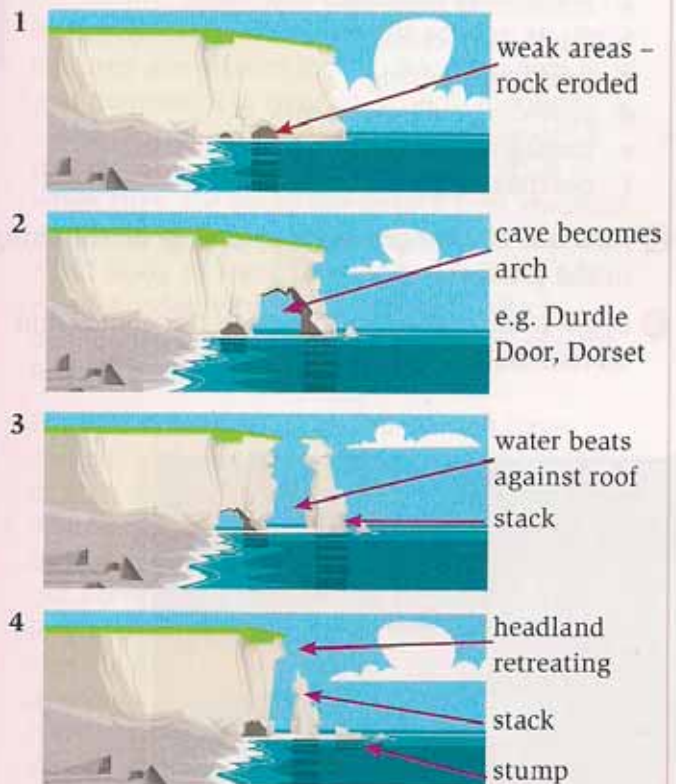 1
weak areas –
rock eroded
2
cave becomes
arch
e.g. Durdle
Door, Dorset
3
water beats
against roof
stack
4
headland
retreating
stack
stump